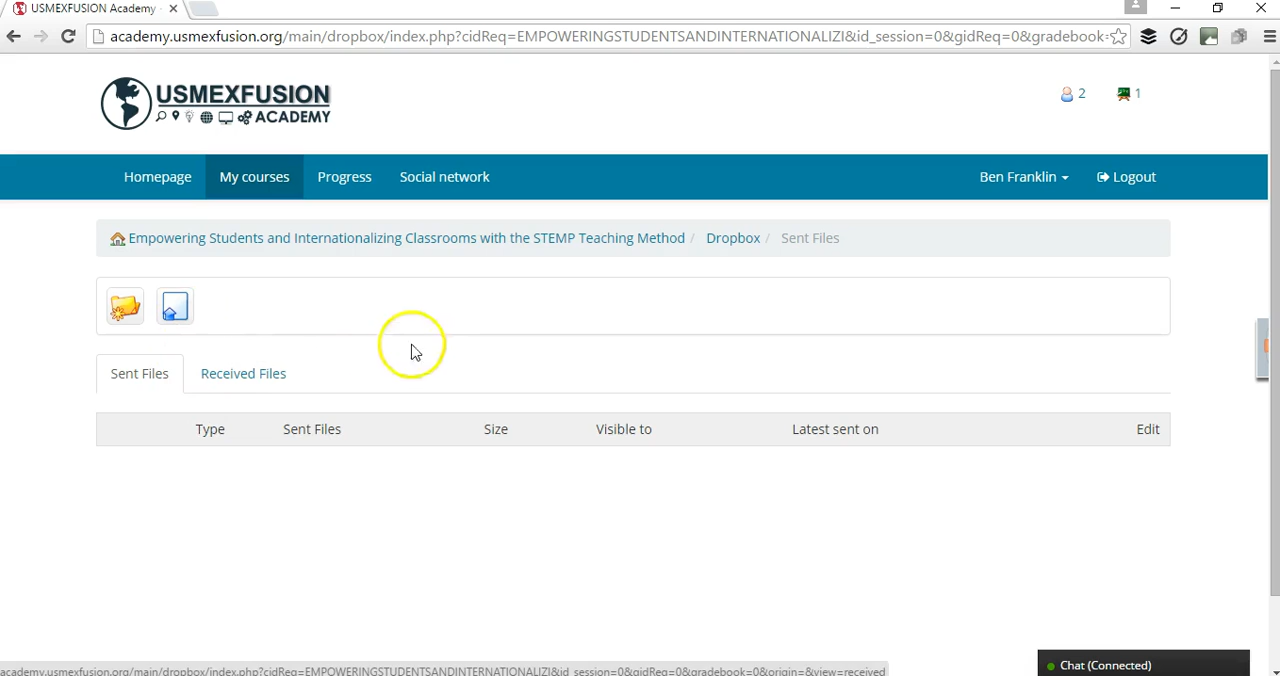 USMEXFUSION Academy
academy.usmexfusion.org/main/dropbox/index.php?cidReq=EMPOWERINGSTUDENTSANDINTERNATIONALIZI&id_session=0&gidReq=0&gradebook=
USMEXFUSION
ACADEMY
2
1
Homepage
My courses
Progress
Social network
Ben Franklin
Logout
Empowering Students and Internationalizing Classrooms with the STEMP Teaching Method / Dropbox / Sent Files
Sent Files
Received Files
Type
Sent Files
Size
Visible to
Latest sent on
Edit
academy.usmexfusion.org/main/dropbox/index.php?cidReq=EMPOWERINGSTUDENTSANDINTERNATIONALIZI&id_session=0&gidReq=0&gradebook=0&origin=&view=received
Chat (Connected)